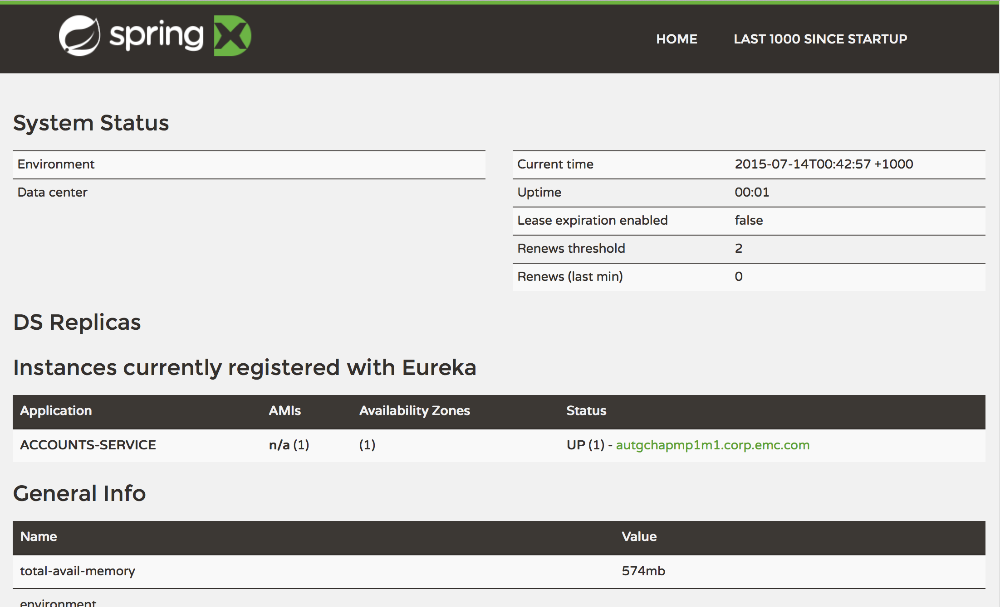 spring
HOME LAST 1000 SINCE STARTUP
System Status
Environment
Data center
Current time 2015-07-14T00:42:57 +1000
Uptime 00:01
Lease expiration enabled false
Renews threshold 2
Renews (last min) 0
DS Replicas
Instances currently registered with Eureka
Application AMIs Availability Zones Status
ACCOUNTS-SERVICE n/a (1) (1) UP (1) - autgchapmp1m1.corp.emc.com
General Info
Name Value
total-avail-memory 574mb
environment